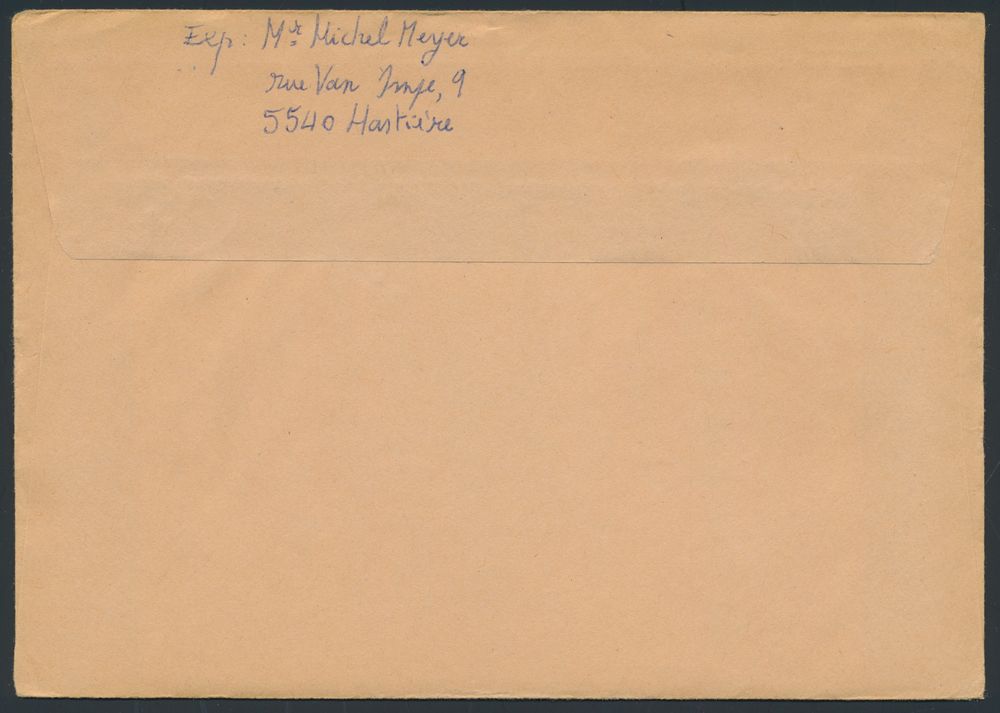 Exp: Mr Michel Meyer
rue Van Impe, 9
5540 Hastière